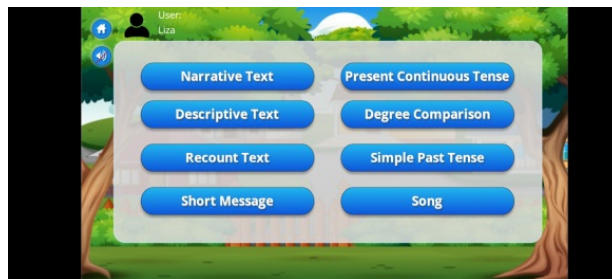 User:
Liza
Narrative Text
Present Continuous Tense
Descriptive Text
Degree Comparison
Recount Text
Simple Past Tense
Short Message
Song